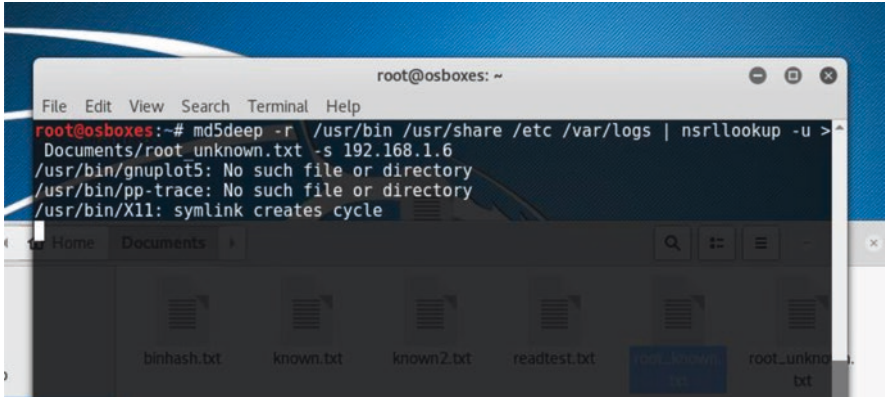 root@osboxes: ~
File Edit View Search Terminal Help
root@osboxes:~# md5deep -r  /usr/bin /usr/share /etc /var/logs | nsrllookup -u >
 Documents/root_unknown.txt -s 192.168.1.6
/usr/bin/gnuplot5: No such file or directory
/usr/bin/pp-trace: No such file or directory
/usr/bin/X11: symlink creates cycle
Home Documents
binhash.txt known.txt known2.txt readtest.txt root_known.txt root_unknown.txt